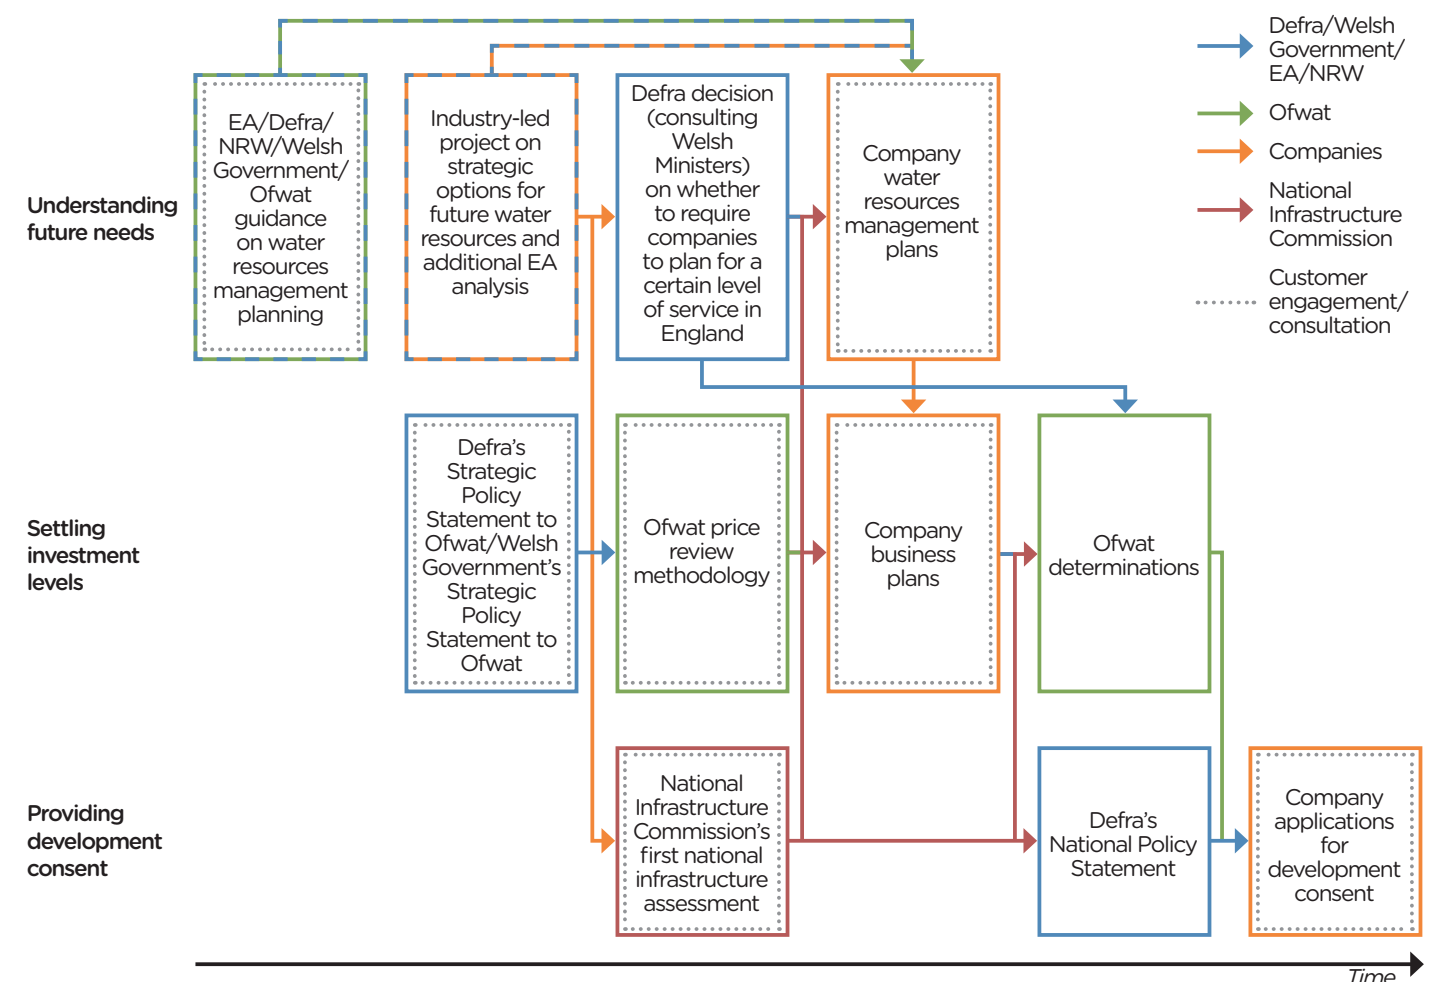 Understanding
future needs
EA/Defra/
NRW/Welsh
Government/
Ofwat
guidance
on water
resources
management
planning
Industry-led
project on
strategic
options for
future water
resources and
additional EA
analysis
Defra decision
(consulting
Welsh
Ministers)
on whether
to require
companies
to plan for a
certain level
of service in
England
Company
water
resources
management
plans
Defra/Welsh
Government/
EA/NRW
Ofwat
Companies
National
Infrastructure
Commission
Customer
engagement/
consultation
Settling
investment
levels
Defra’s
Strategic
Policy
Statement to
Ofwat/Welsh
Government’s
Strategic
Policy
Statement to
Ofwat
Ofwat price
review
methodology
Company
business
plans
Ofwat
determinations
Providing
development
consent
National
Infrastructure
Commission’s
first national
infrastructure
assessment
Defra’s
National Policy
Statement
Company
applications
for
development
consent
Time